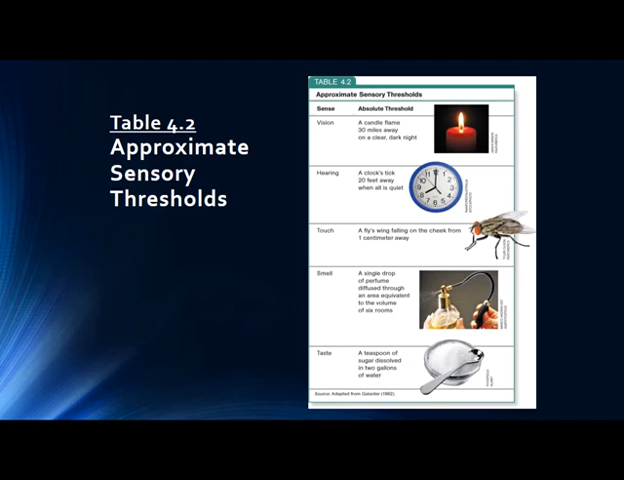 Table 4.2
Approximate
Sensory
Thresholds
TABLE 4.2
Approximate Sensory Thresholds
Sense Absolute Threshold
Vision A candle flame
30 miles away
on a clear, dark night
Hearing A clock's tick
20 feet away
when all is quiet
Touch A fly's wing falling on the cheek from
1 centimeter away
Smell A single drop
of perfume
diffused through
an area equivalent
to the volume
of six rooms
Taste A teaspoon of
sugar dissolved
in two gallons
of water
Source: Adapted from Galanter (1962)